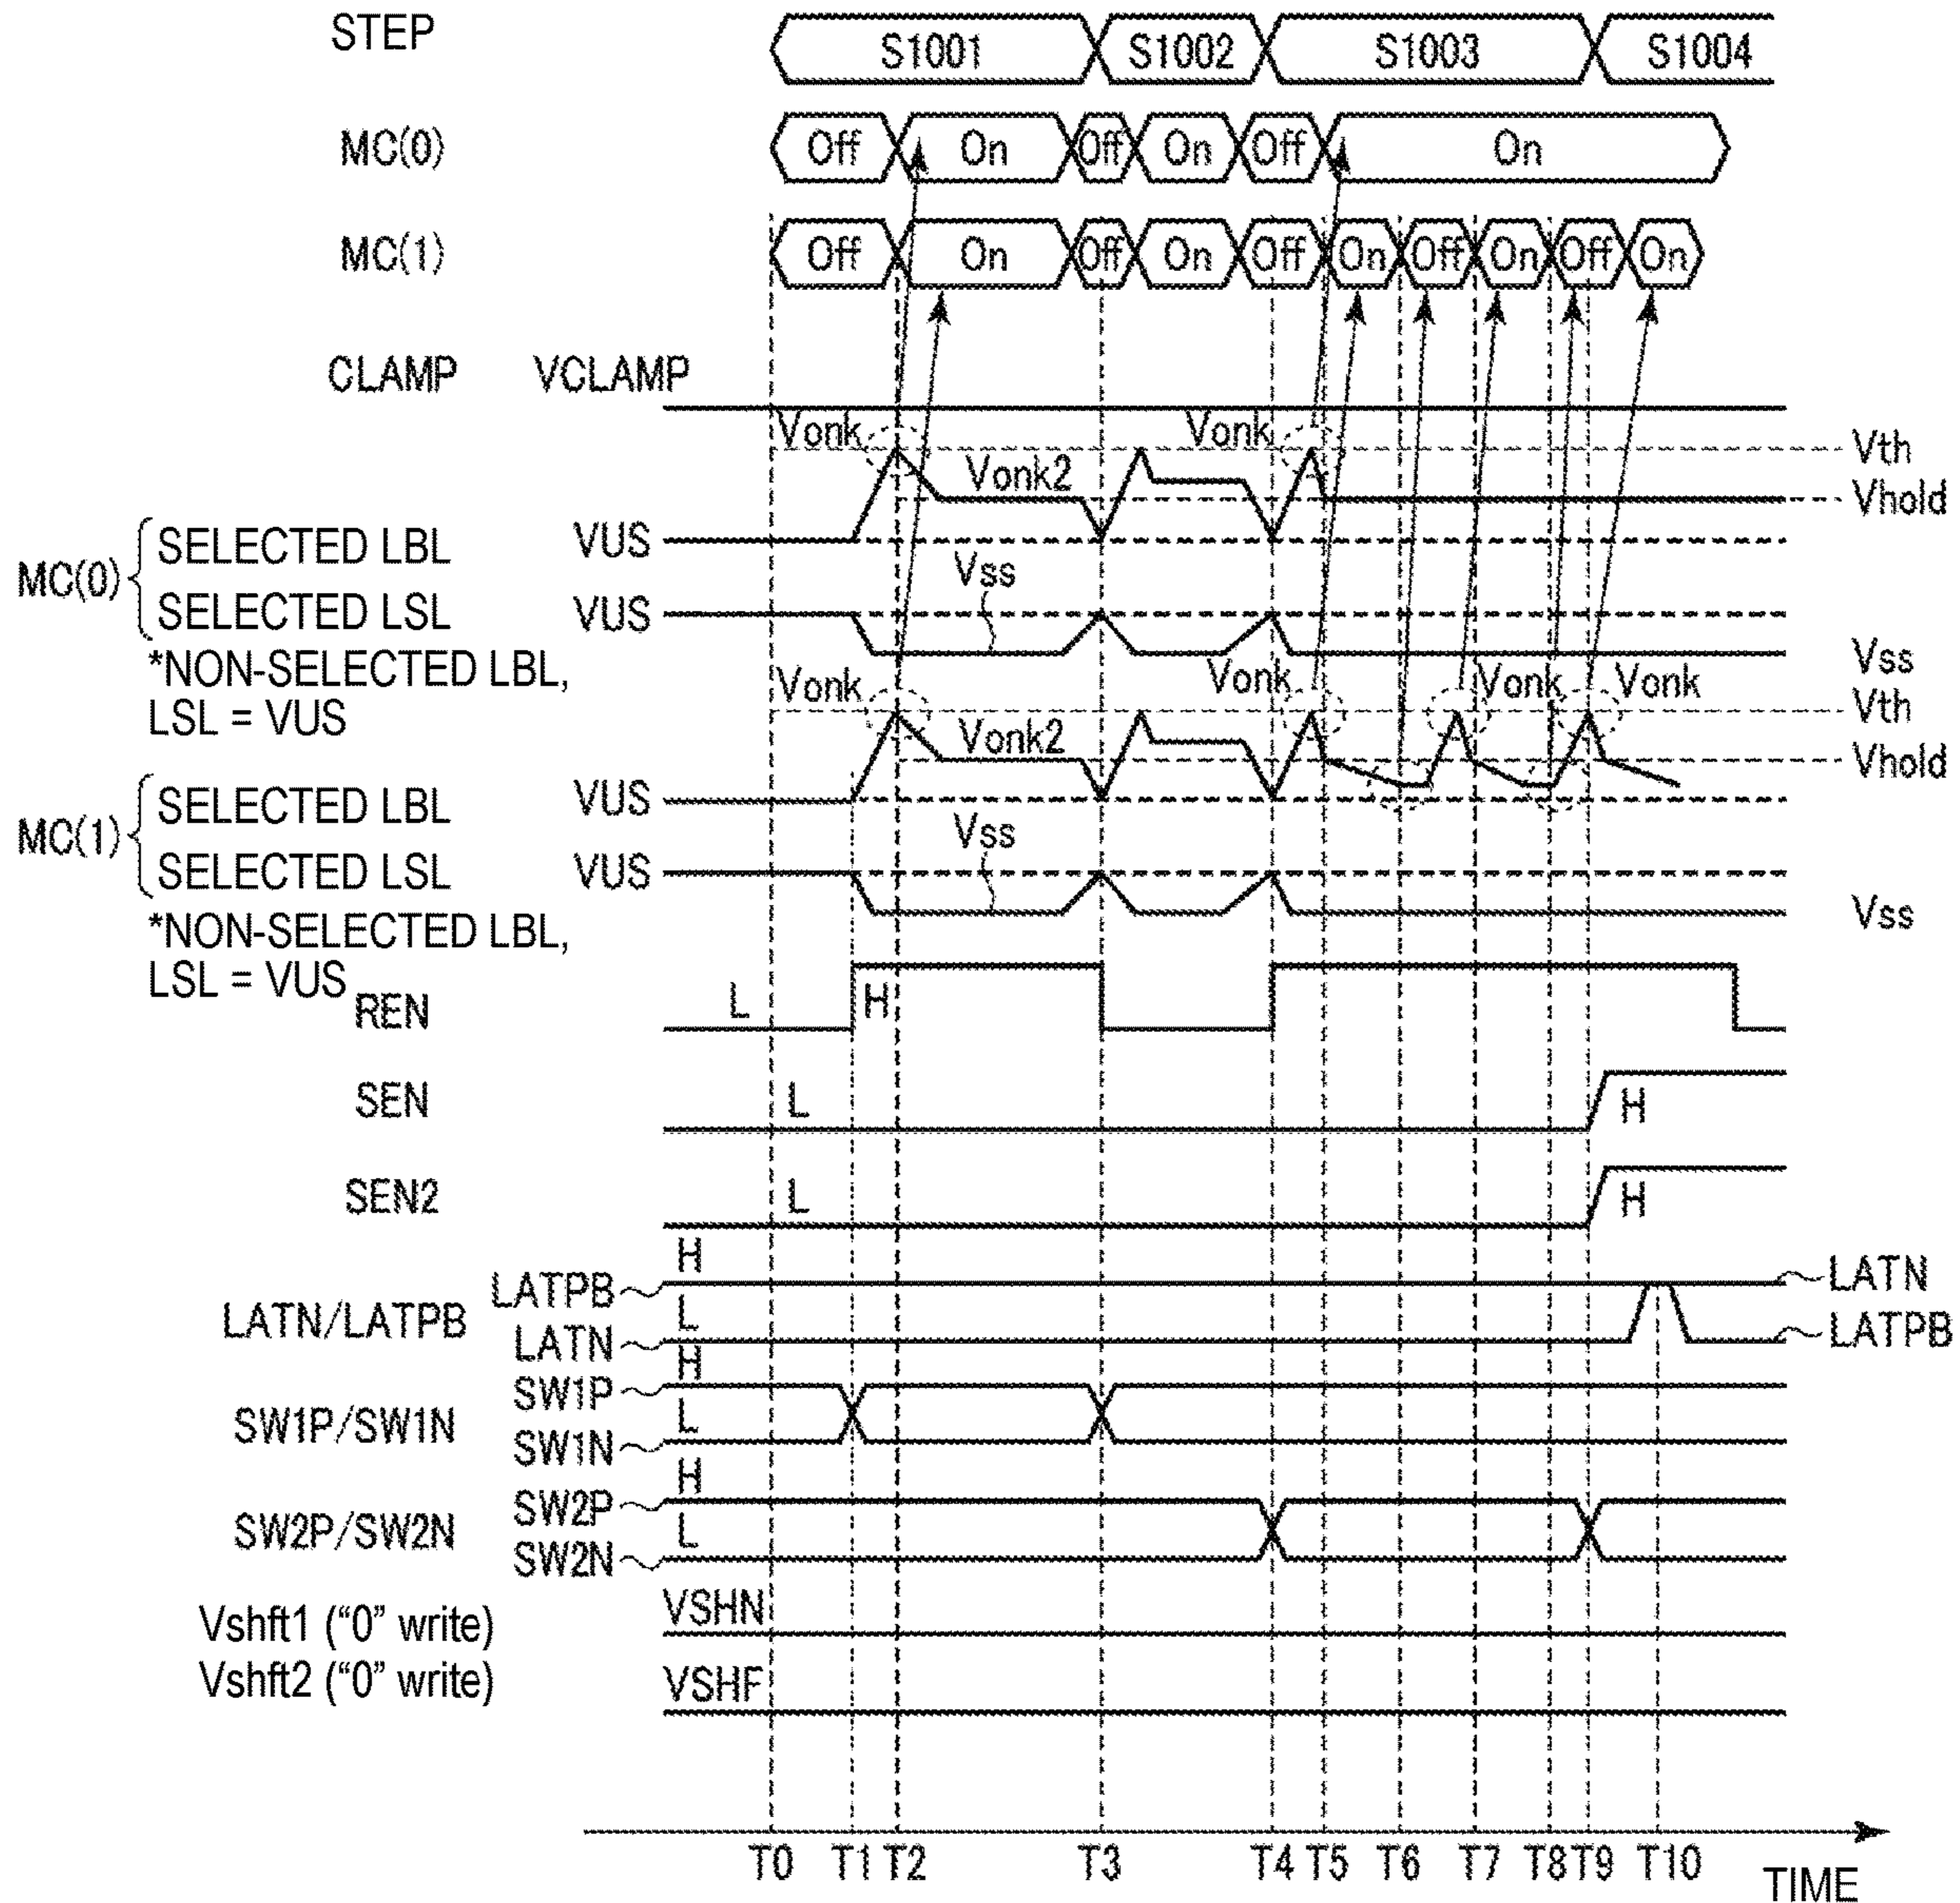 STEP S1001 S1002 S1003 S1004
MC(0) Off On Off On Off On
MC(1) Off On Off On Off On Off On Off On
CLAMP VCLAMP
Vonk Vonk Vth
Vonk2 Vhold
MC(0) SELECTED LBL VUS
Vss
SELECTED LSL VUS
*NON-SELECTED LBL, Vss
LSL = VUS
Vonk Vonk Vonk Vonk Vth
Vonk2 Vhold
MC(1) SELECTED LBL VUS
Vss
SELECTED LSL VUS
*NON-SELECTED LBL, Vss
LSL = VUS
REN L H
SEN L H
SEN2 L H
LATN/LATPB LATPB H LATN
LATN L LATPB
SW1P/SW1N SW1P H
SW1N L
SW2P/SW2N SW2P H
SW2N L
Vshft1 (“0” write) VSHN
Vshft2 (“0” write) VSHF
T0 T1 T2 T3 T4 T5 T6 T7 T8 T9 T10
TIME